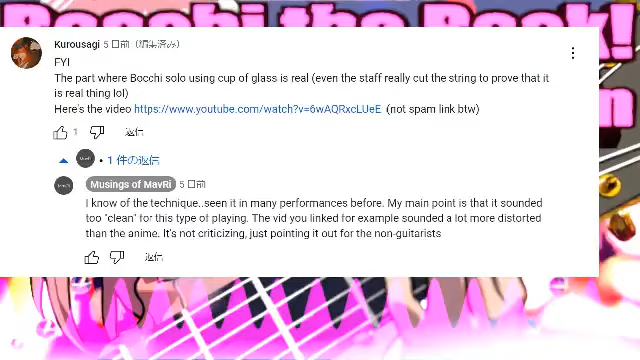 Bocchi the Rock!
Kurousagi 5 日前（編集済み）
FYI
The part where Bocchi solo using cup of glass is real (even the staff really cut the string to prove that it
is real thing lol)
Here's the video https://www.youtube.com/watch?v=6wAQRxcLUeE (not spam link btw)
1 返信
MavRi • 1 件の返信
MavRi Musings of MavRi 5 日前
I know of the technique..seen it in many performances before. My main point is that it sounded
too "clean" for this type of playing. The vid you linked for example sounded a lot more distorted
than the anime. It's not criticizing, just pointing it out for the non-guitarists
返信